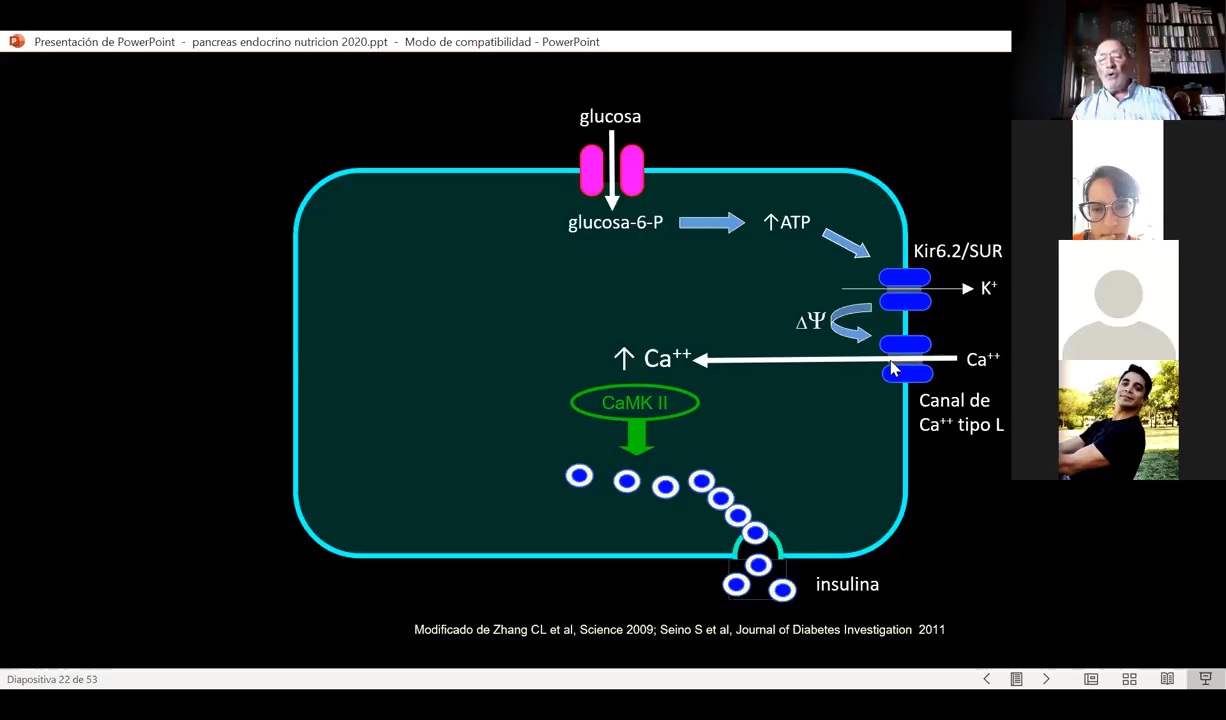 Presentación de PowerPoint - pancreas endocrino nutricion 2020.ppt - Modo de compatibilidad - PowerPoint
glucosa
glucosa-6-P
↑ATP
Kir6.2/SUR
K⁺
ΔΨ
↑ Ca⁺⁺
Ca⁺⁺
CaMK II
Canal de
Ca⁺⁺ tipo L
insulina
Modificado de Zhang CL et al, Science 2009; Seino S et al, Journal of Diabetes Investigation 2011
Diapositiva 22 de 53